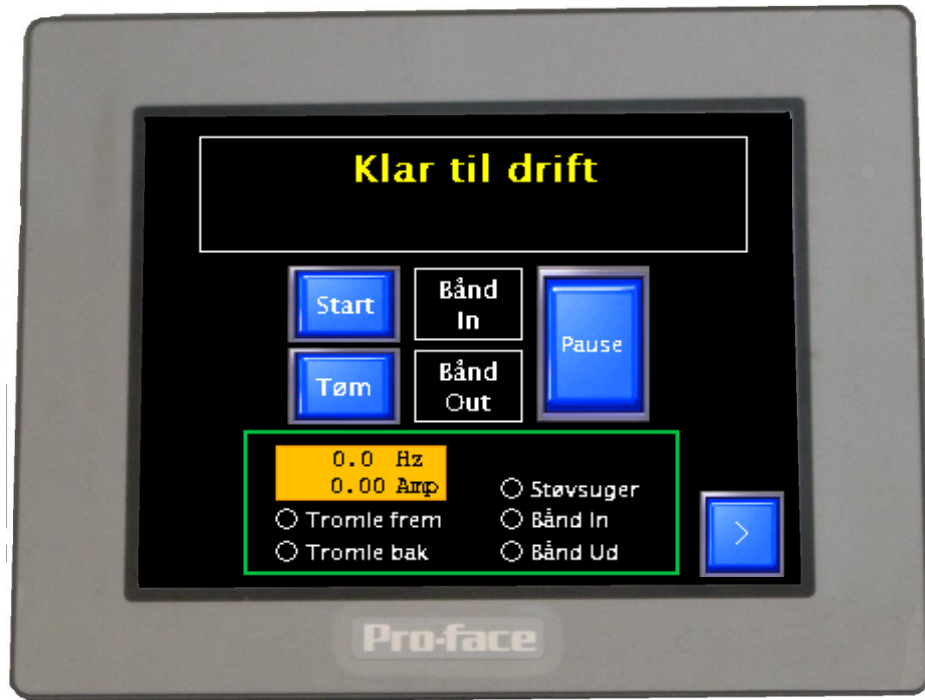 Klar til drift
Start
Bånd
In
Pause
Tøm
Bånd
Out
0.0 Hz
0.00 Amp
Støvsuger
Tromle frem
Bånd In
Tromle bak
Bånd Ud
>
Pro-face